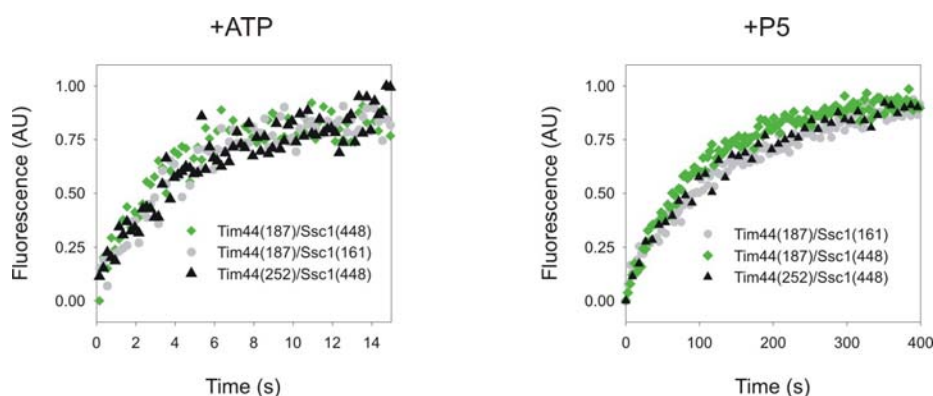 +ATP
Fluorescence (AU)
1.00
0.75
0.50
0.25
0.00
Tim44(187)/Ssc1(448)
Tim44(187)/Ssc1(161)
Tim44(252)/Ssc1(448)
0 2 4 6 8 10 12 14
Time (s)
+P5
Fluorescence (AU)
1.00
0.75
0.50
0.25
0.00
Tim44(187)/Ssc1(161)
Tim44(187)/Ssc1(448)
Tim44(252)/Ssc1(448)
0 100 200 300 400
Time (s)